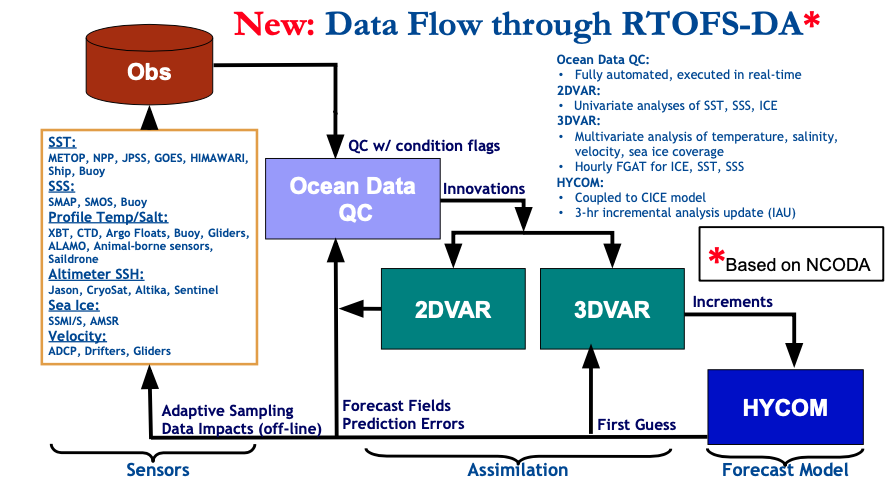 New: Data Flow through RTOFS-DA*
Obs
Ocean Data QC:
• Fully automated, executed in real-time
2DVAR:
• Univariate analyses of SST, SSS, ICE
3DVAR:
• Multivariate analysis of temperature, salinity,
velocity, sea ice coverage
• Hourly FGAT for ICE, SST, SSS
HYCOM:
• Coupled to CICE model
• 3-hr incremental analysis update (IAU)
SST:
METOP, NPP, JPSS, GOES, HIMAWARI,
Ship, Buoy
SSS:
SMAP, SMOS, Buoy
Profile Temp/Salt:
XBT, CTD, Argo Floats, Buoy, Gliders,
ALAMO, Animal-borne sensors,
Saildrone
Altimeter SSH:
Jason, CryoSat, Altika, Sentinel
Sea Ice:
SSMI/S, AMSR
Velocity:
ADCP, Drifters, Gliders
QC w/ condition flags
Ocean Data
QC
Innovations
*Based on NCODA
2DVAR
3DVAR
Increments
HYCOM
Adaptive Sampling
Data Impacts (off-line)
Forecast Fields
Prediction Errors
First Guess
Sensors
Assimilation
Forecast Model